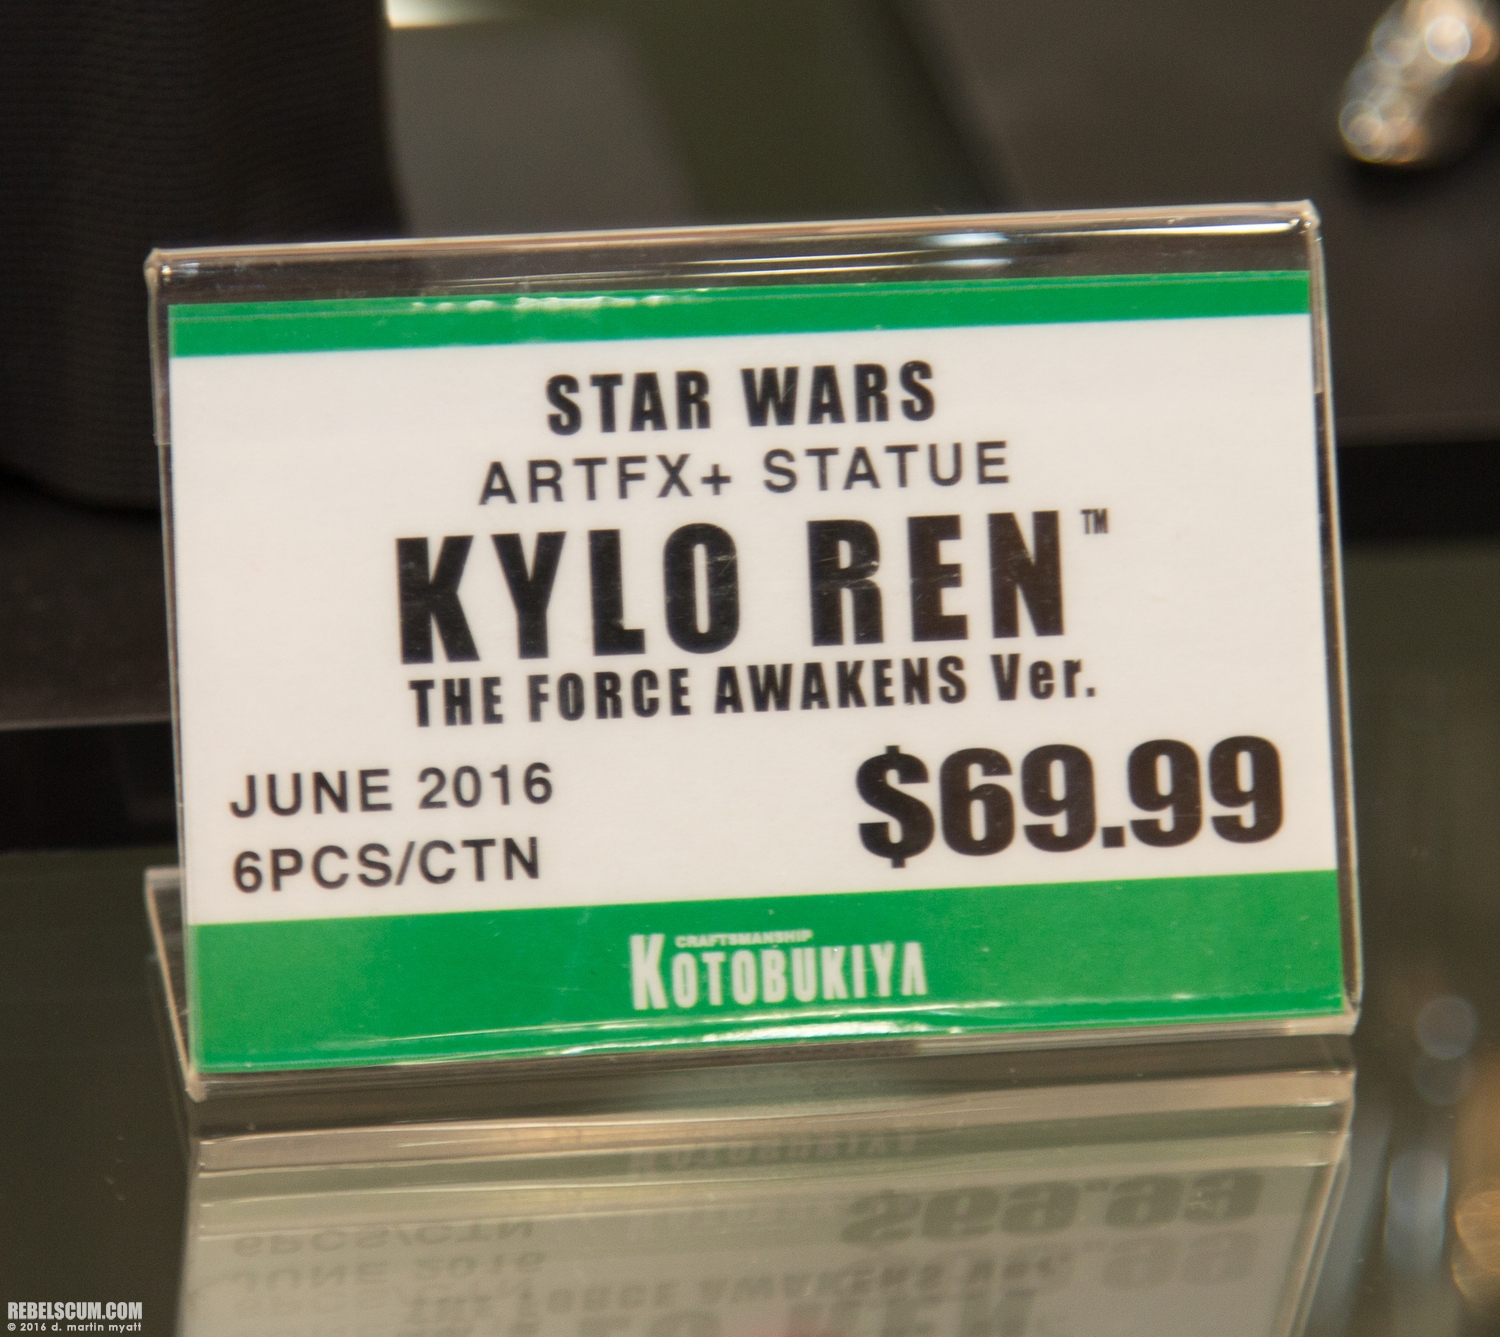 STAR WARS
ARTFX+ STATUE
KYLO REN™
THE FORCE AWAKENS Ver.
JUNE 2016
$69.99
6PCS/CTN
CRAFTSMANSHIP
KOTOBUKIYA
REBELSCUM.COM
© 2016 d. martin myatt